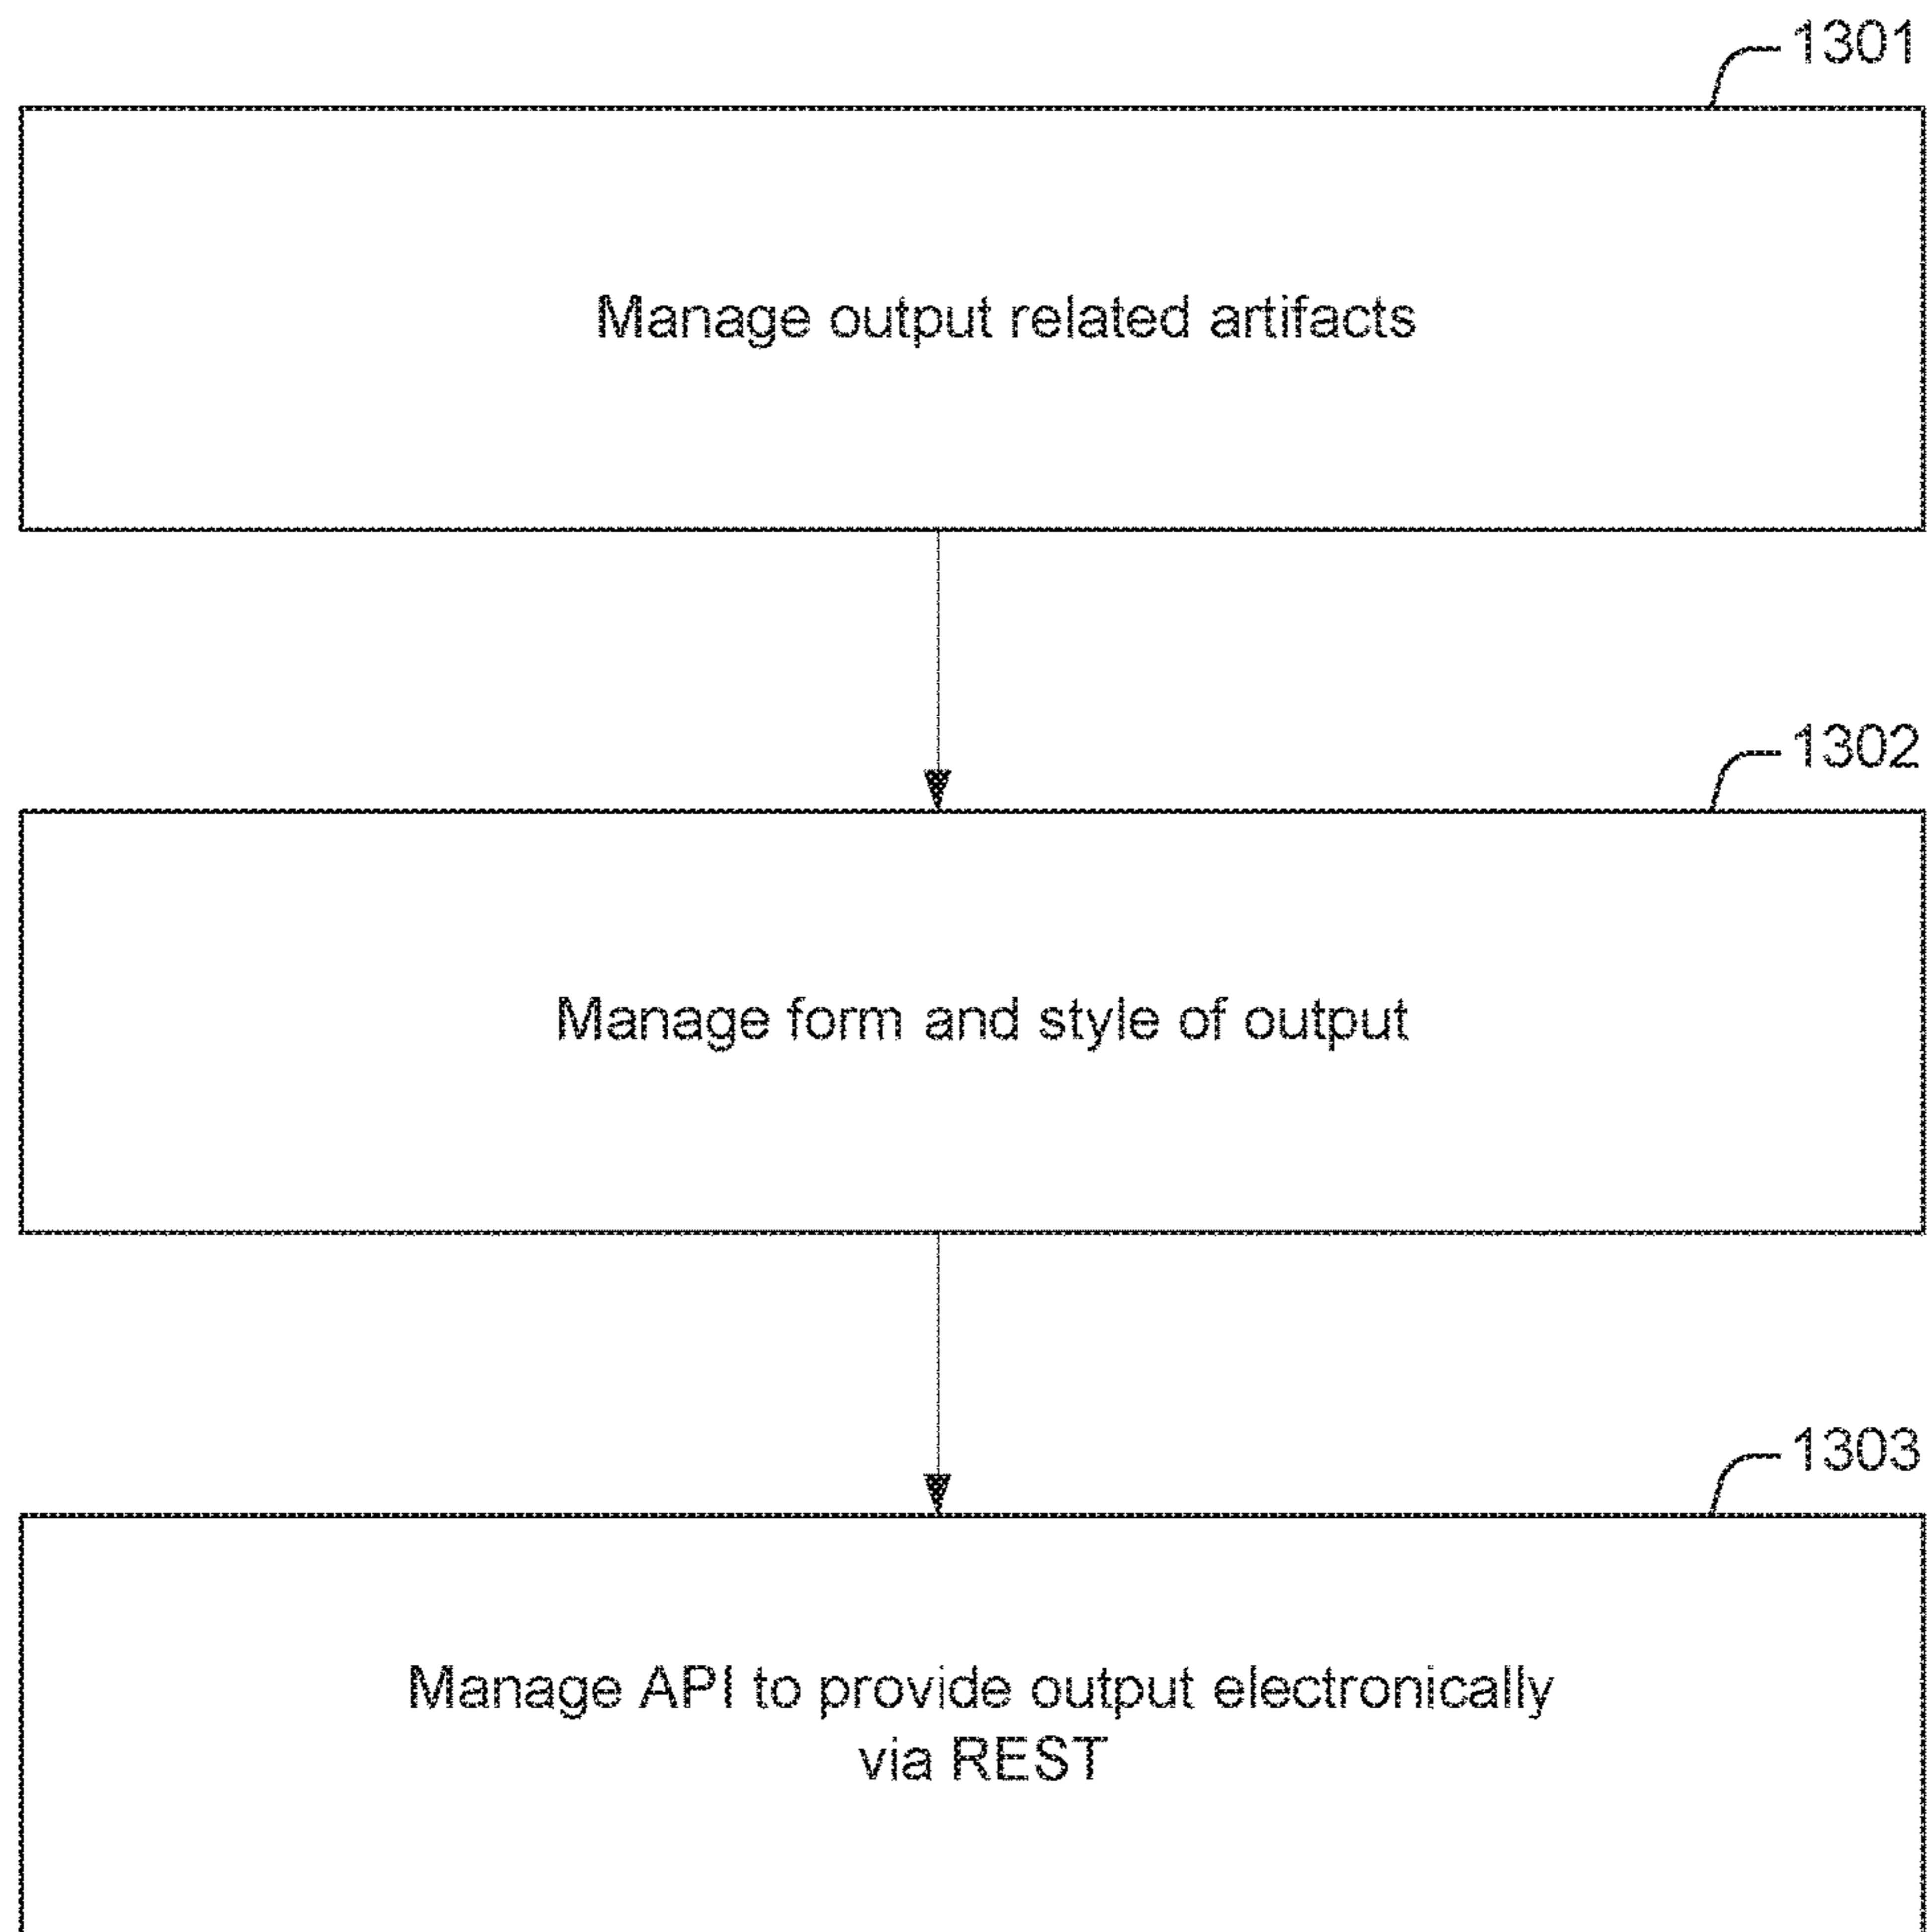 1301
Manage output related artifacts
1302
Manage form and style of output
1303
Manage API to provide output electronically
via REST